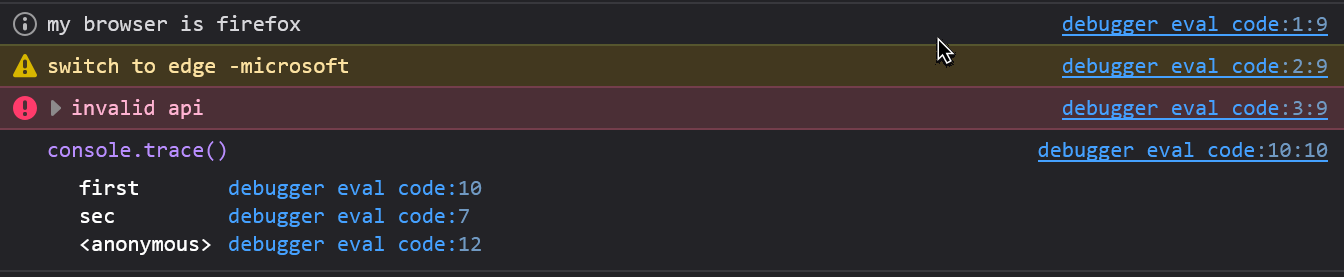 my browser is firefox debugger eval code:1:9
switch to edge -microsoft debugger eval code:2:9
invalid api debugger eval code:3:9
console.trace() debugger eval code:10:10
first debugger eval code:10
sec debugger eval code:7
<anonymous> debugger eval code:12